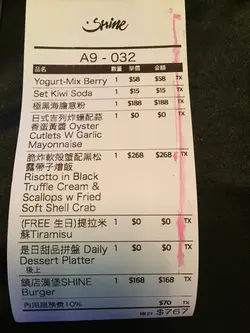 Shine
A9 - 032
品名 數量 單價 金額
Yogurt-Mix Berry 1 $58 $58 TX
Set Kiwi Soda 1 $15 $15 TX
極黑海膽意粉 1 $188 $188 TX
日式吉列炸蠔配蒜 1 $0 $0 TX
香蛋黃醬 Oyster
Cutlets W Garlic
Mayonnaise
脆炸軟殼蟹配黑松 1 $268 $268 TX
露帶子燴飯
Risotto in Black
Truffle Cream &
Scallops w Fried
Soft Shell Crab
(FREE 生日)提拉米 1 $0 $0 TX
蘇Tiramisu
是日甜品拼盤 Daily 1 $0 $0 TX
Dessert Platter
後上
鎮店漢堡SHINE 1 $168 $168 TX
Burger
內用服務費10% $70 TX
總計 $767